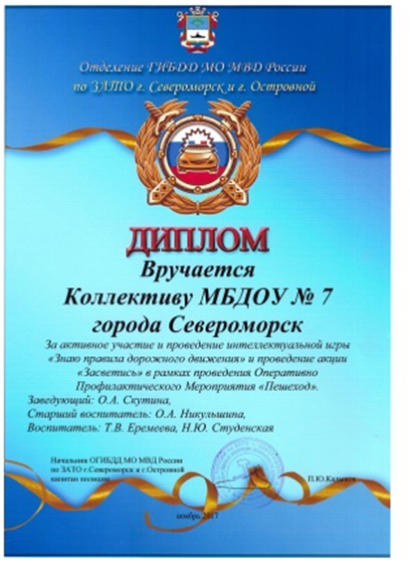 Отделение ГИБДД МО МВД России
по ЗАТО г. Североморск и г. Островной
ДИПЛОМ
Вручается
Коллективу МБДОУ № 7
города Североморск
За активное участие и проведение интеллектуальной игры
«Знаю правила дорожного движения» и проведение акции
«Засветись» в рамках проведения Оперативно
Профилактического Мероприятия «Пешеход».
Заведующий: О.А. Скутина,
Старший воспитатель: О.А. Никульшина,
Воспитатель: Т.В. Еремеева, Н.Ю. Студенская
Начальник ОГИБДД МО МВД России
по ЗАТО г.Североморск и г.Островной
капитан полиции
ноябрь 2017